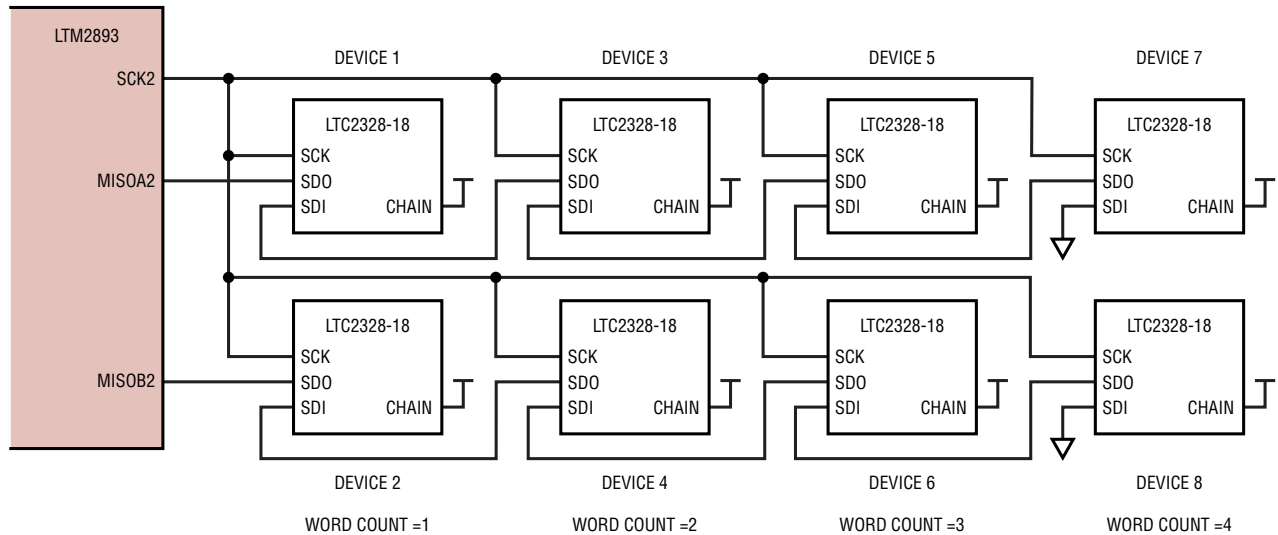 LTM2893
SCK2
MISOA2
MISOB2
DEVICE 1
LTC2328-18
SCK
SDO
SDI
CHAIN
DEVICE 3
LTC2328-18
SCK
SDO
SDI
CHAIN
DEVICE 5
LTC2328-18
SCK
SDO
SDI
CHAIN
DEVICE 7
LTC2328-18
SCK
SDO
SDI
CHAIN
LTC2328-18
SCK
SDO
SDI
CHAIN
DEVICE 2
WORD COUNT =1
LTC2328-18
SCK
SDO
SDI
CHAIN
DEVICE 4
WORD COUNT =2
LTC2328-18
SCK
SDO
SDI
CHAIN
DEVICE 6
WORD COUNT =3
LTC2328-18
SCK
SDO
SDI
CHAIN
DEVICE 8
WORD COUNT =4